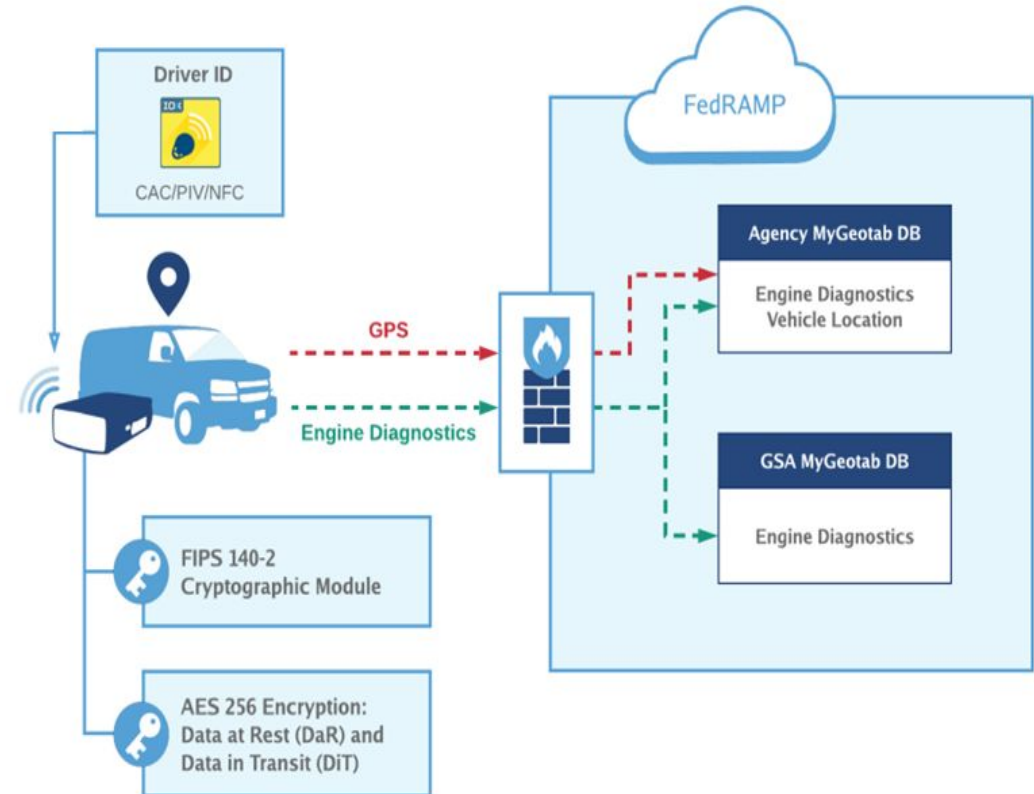 Driver ID
IOX
CAC/PIV/NFC
FedRAMP
Agency MyGeotab DB
Engine Diagnostics
Vehicle Location
GPS
Engine Diagnostics
GSA MyGeotab DB
Engine Diagnostics
FIPS 140-2
Cryptographic Module
AES 256 Encryption:
Data at Rest (DaR) and
Data in Transit (DiT)